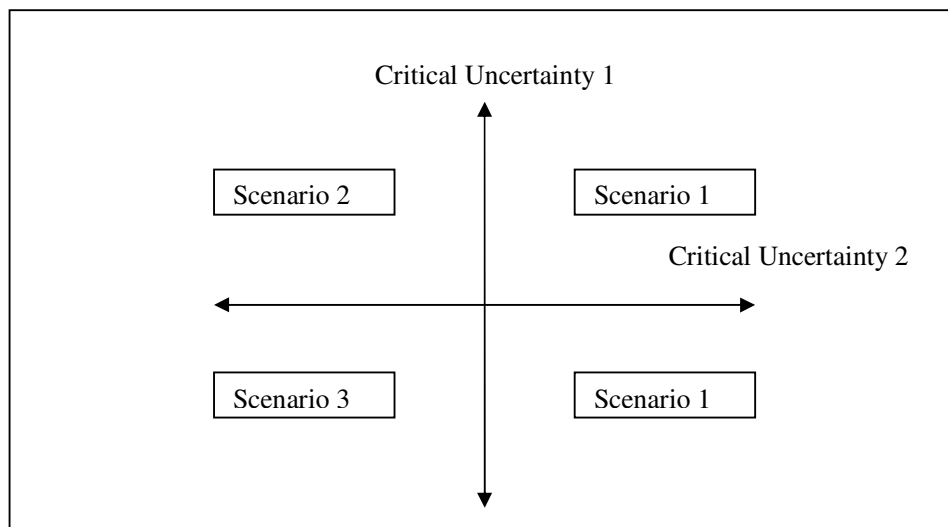 Critical Uncertainty 1
Scenario 2
Scenario 1
Critical Uncertainty 2
Scenario 3
Scenario 1